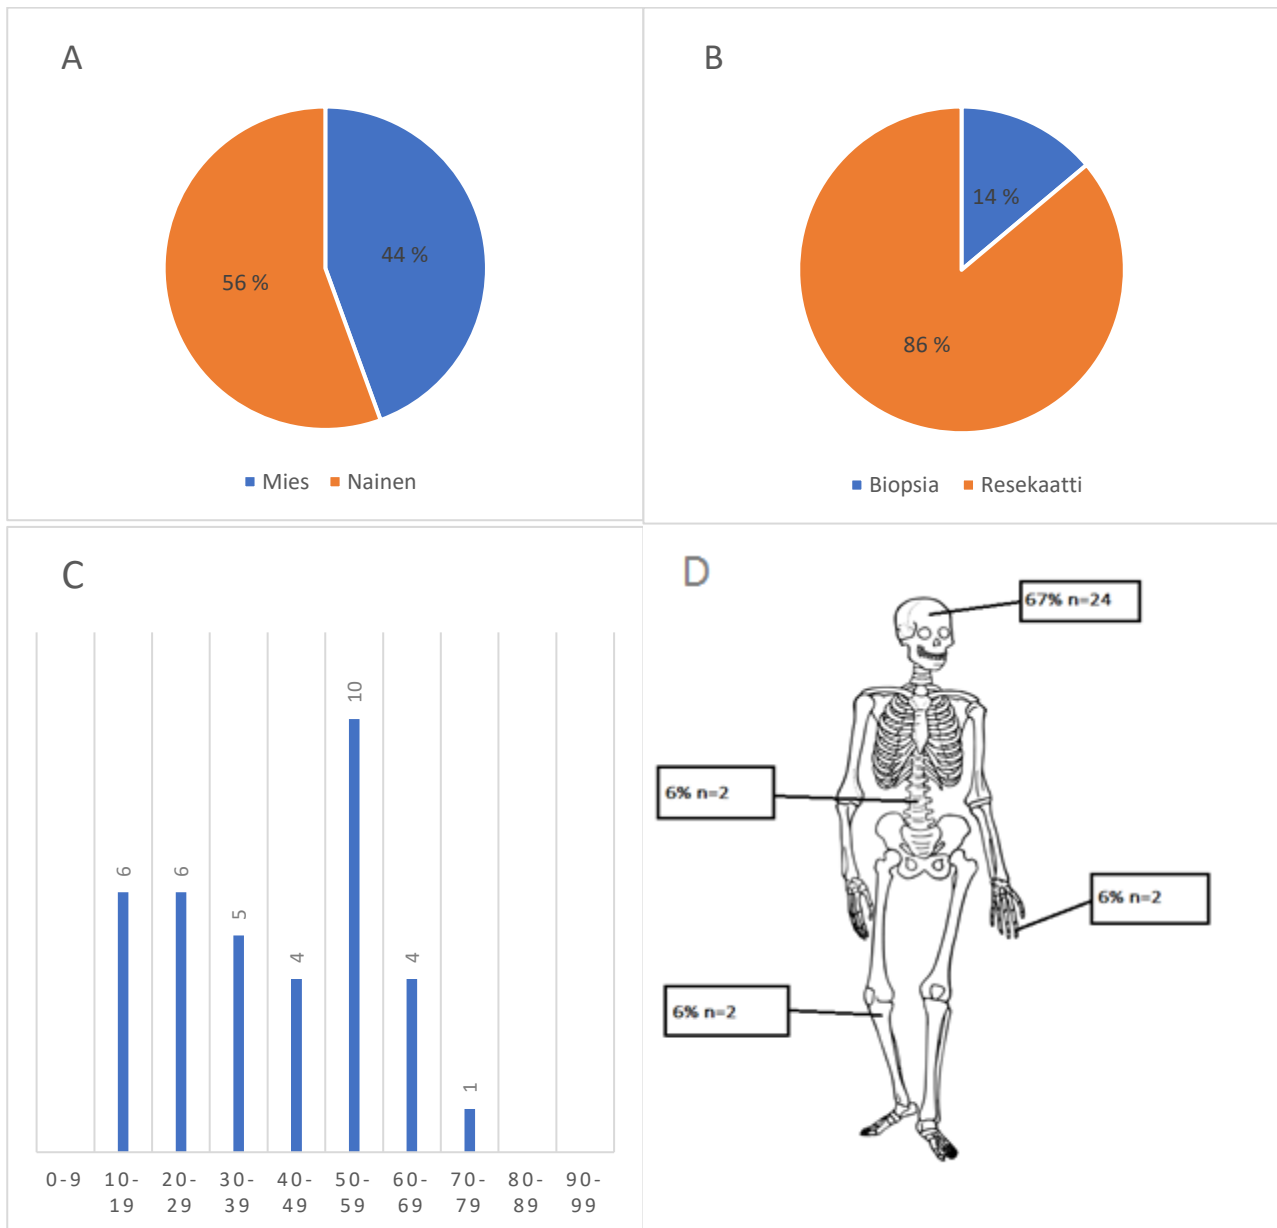 A
44 %
56 %
Mies Nainen
B
14 %
86 %
Biopsia Resekaatti
C
6
6
5
4
10
4
1
0-9 10-19 20-29 30-39 40-49 50-59 60-69 70-79 80-89 90-99
D
67% n=24
6% n=2
6% n=2
6% n=2